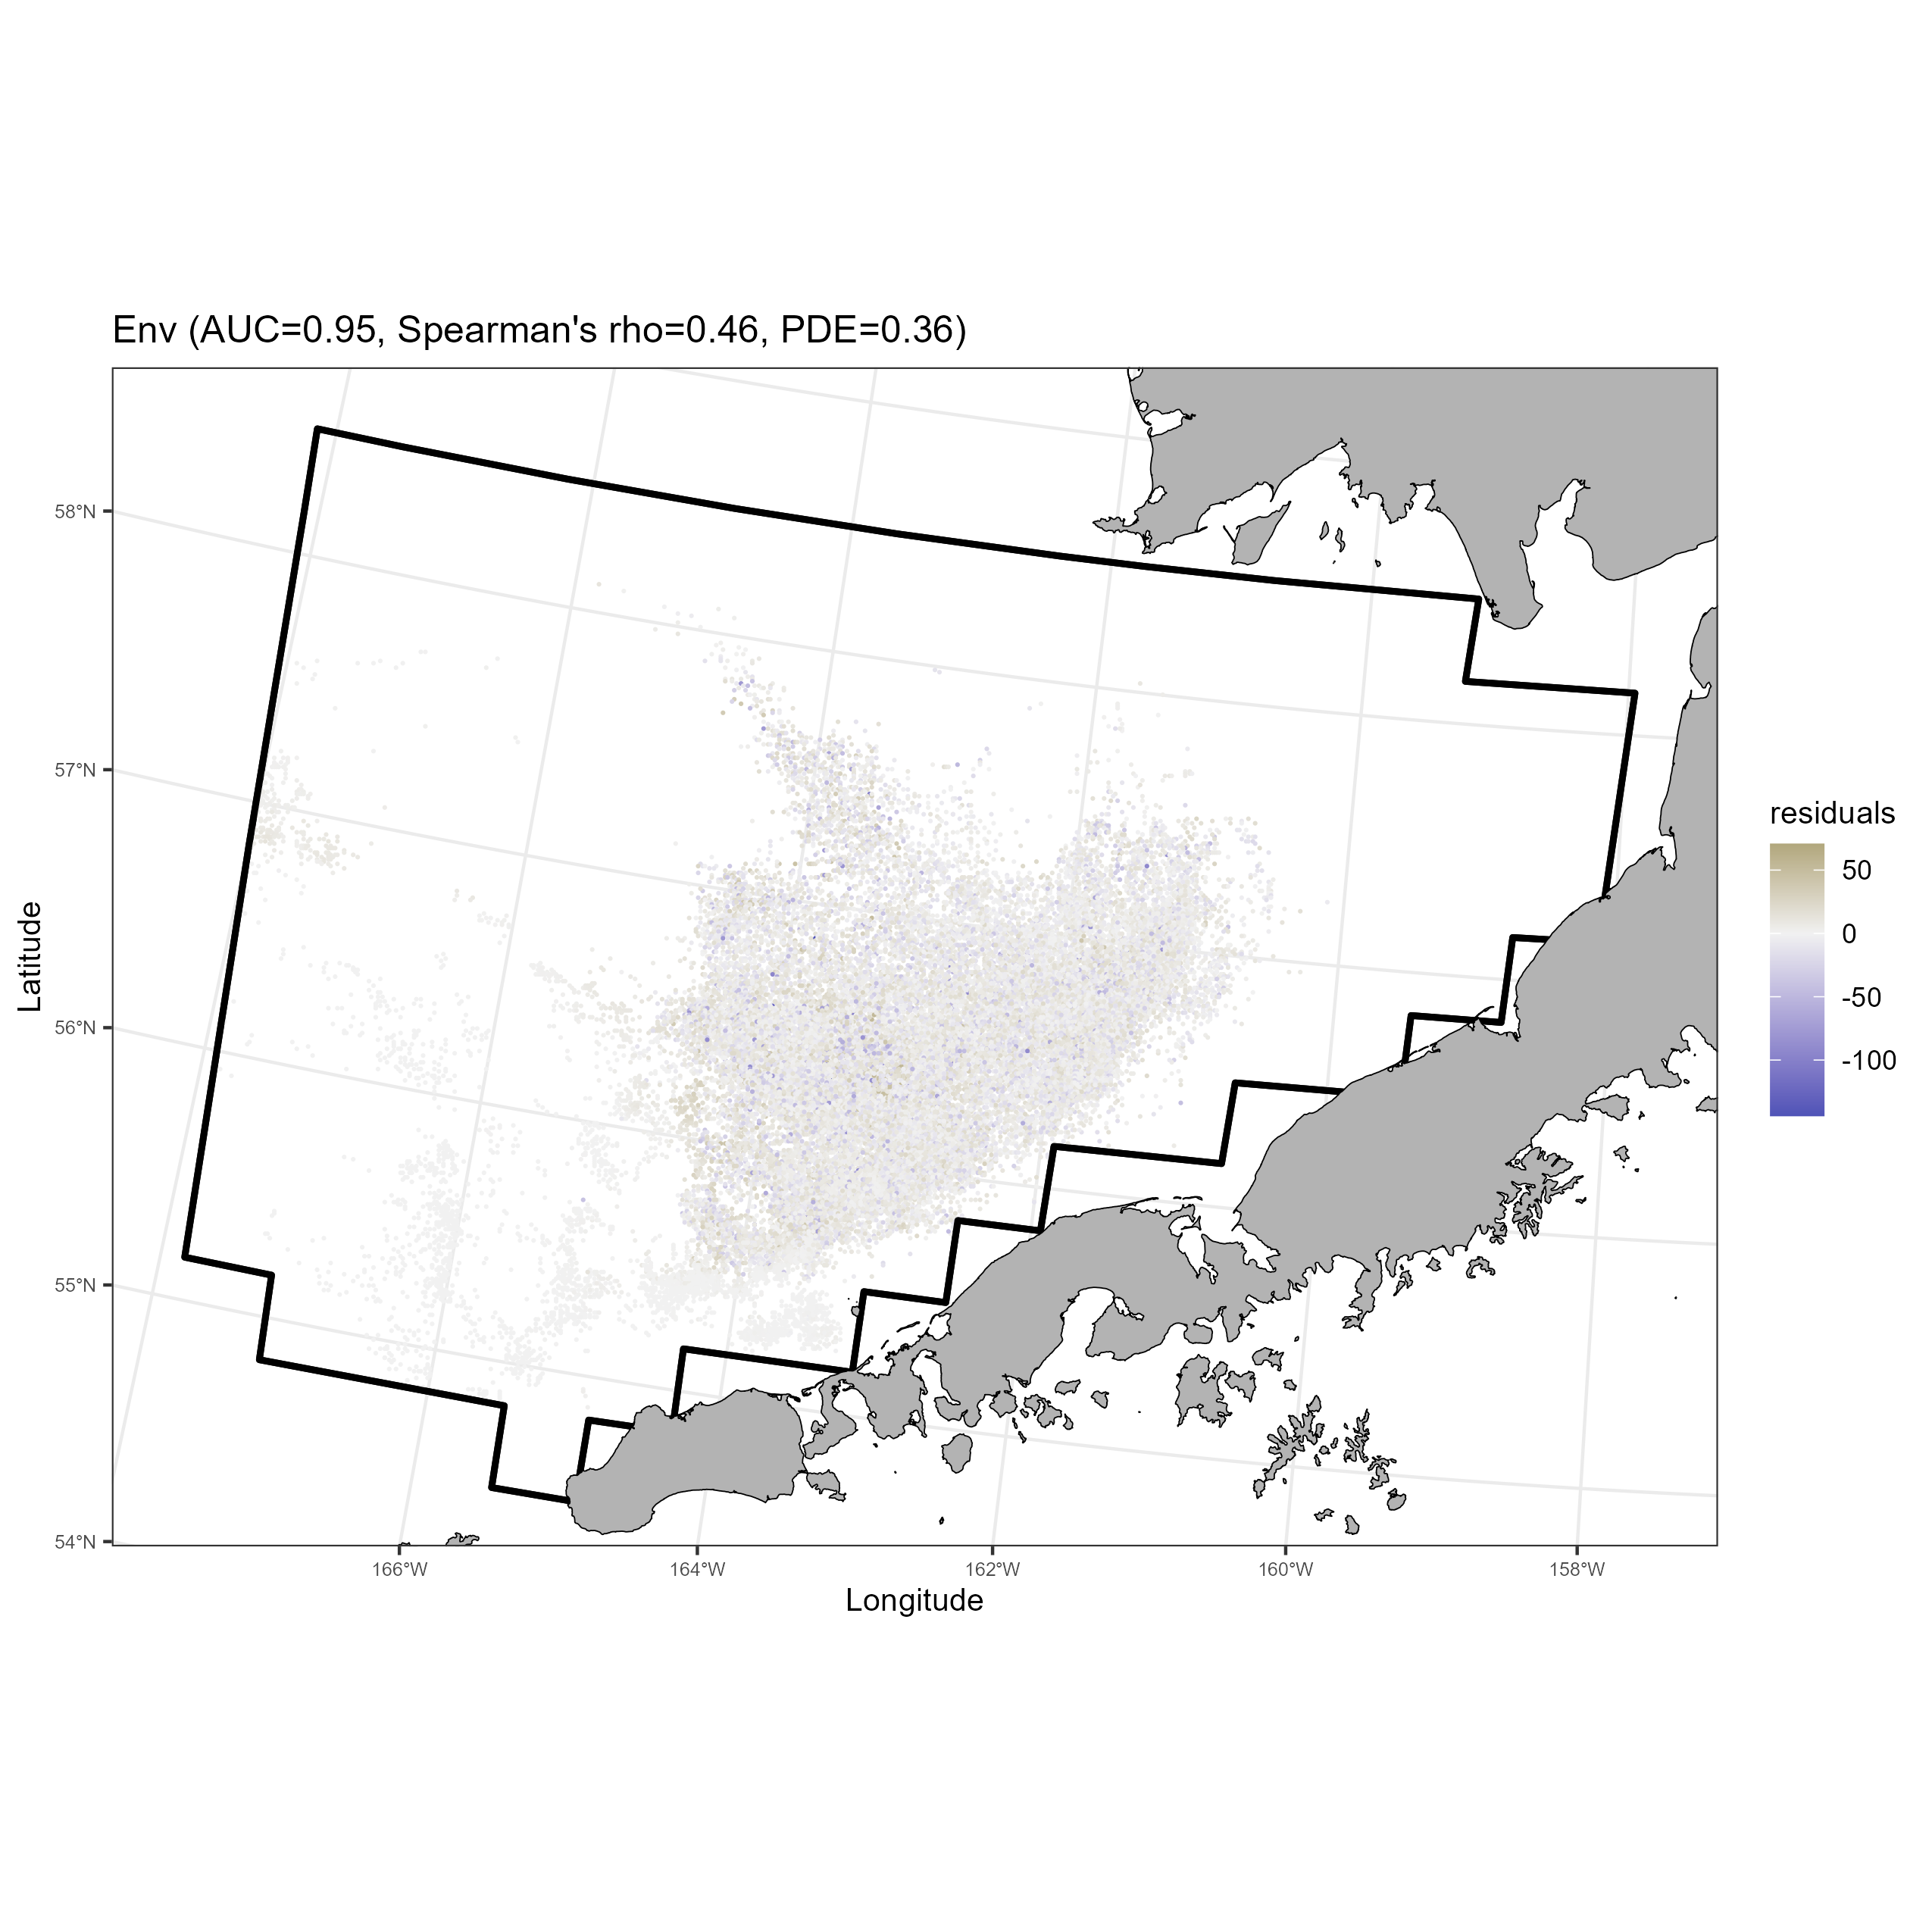 Env (AUC=0.95, Spearman's rho=0.46, PDE=0.36)
58°N
57°N
56°N
55°N
54°N
Latitude
166°W
164°W
162°W
160°W
158°W
Longitude
residuals
50
0
-50
-100